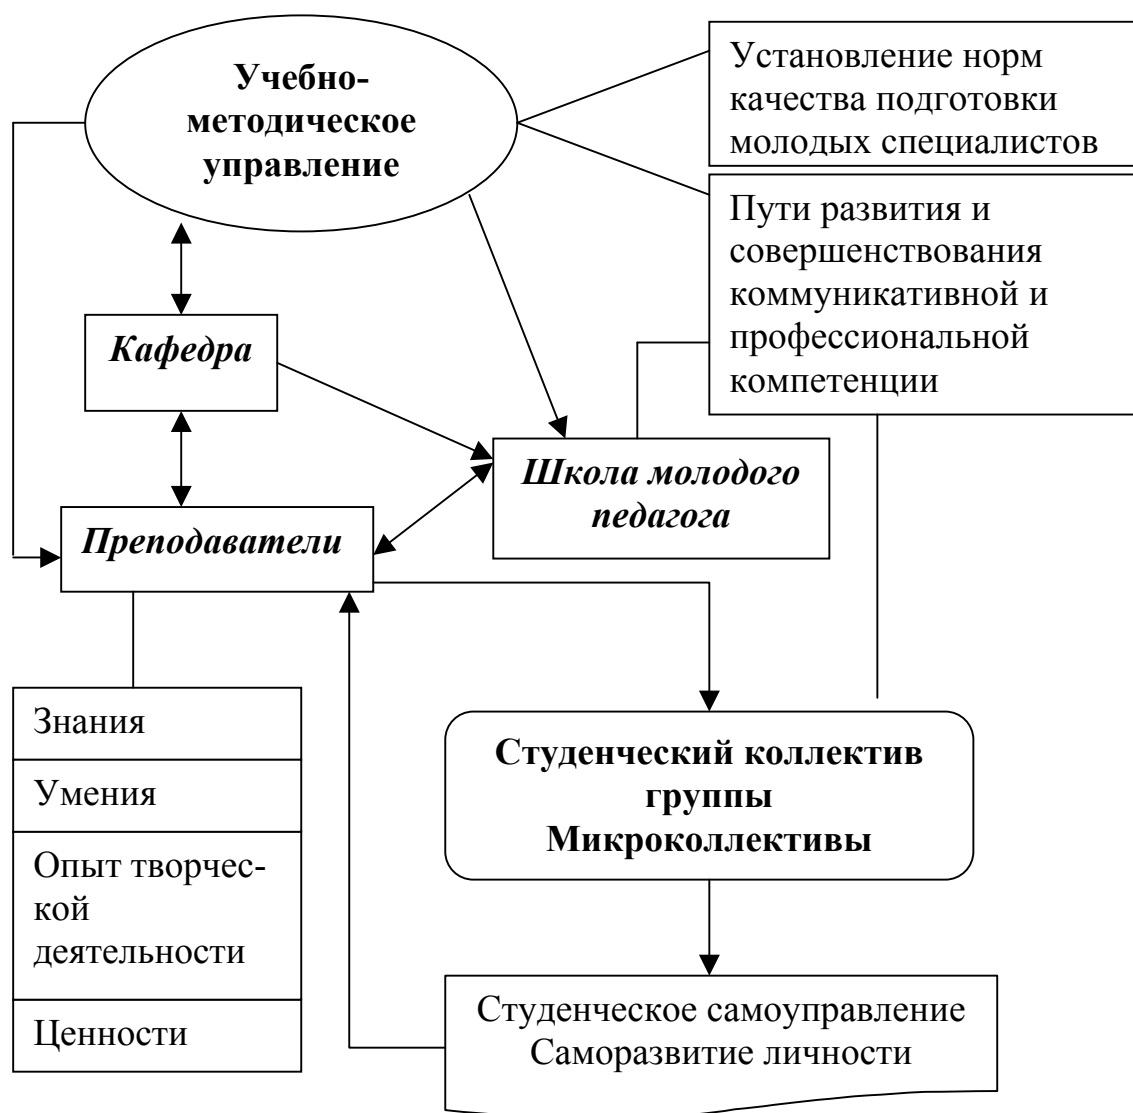 Учебно-
методическое
управление
Установление норм
качества подготовки
молодых специалистов
Пути развития и
совершенствования
коммуникативной и
профессиональной
компетенции
Кафедра
Школа молодого
педагога
Преподаватели
Знания
Умения
Опыт творчес-
кой
деятельности
Ценности
Студенческий коллектив
группы
Микроколлективы
Студенческое самоуправление
Саморазвитие личности